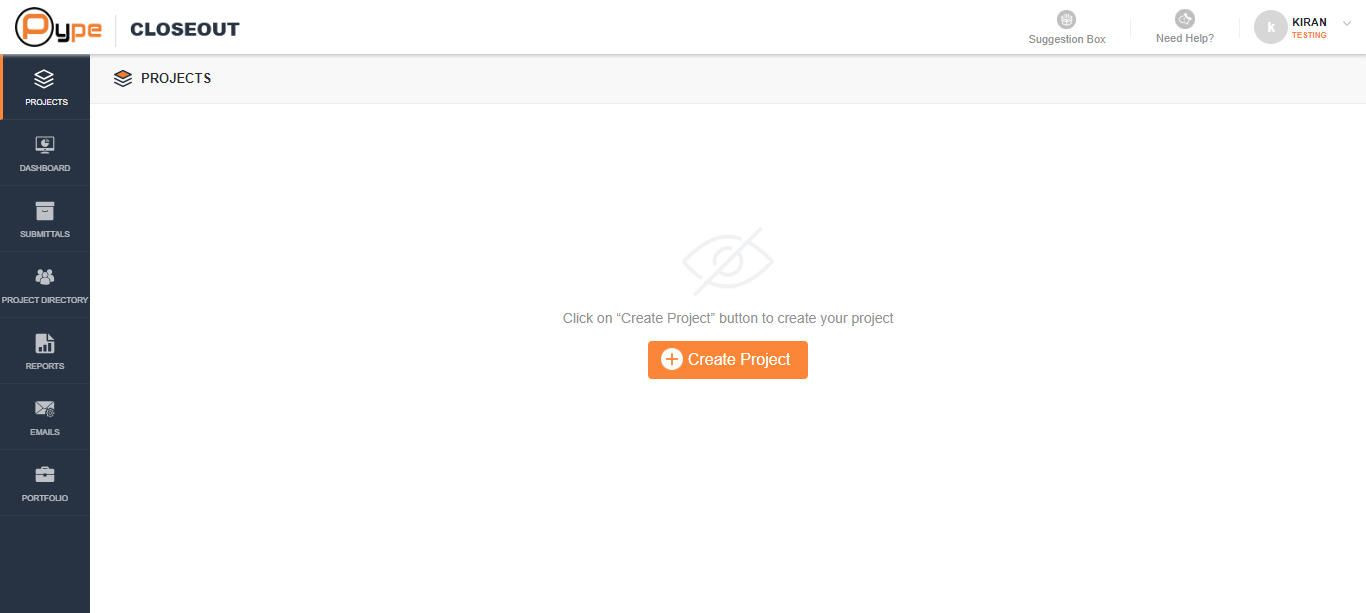 Pype
CLOSEOUT
Suggestion Box
Need Help?
k
KIRAN
TESTING
PROJECTS
PROJECTS
DASHBOARD
SUBMITTALS
PROJECT DIRECTORY
REPORTS
EMAILS
PORTFOLIO
Click on “Create Project” button to create your project
Create Project